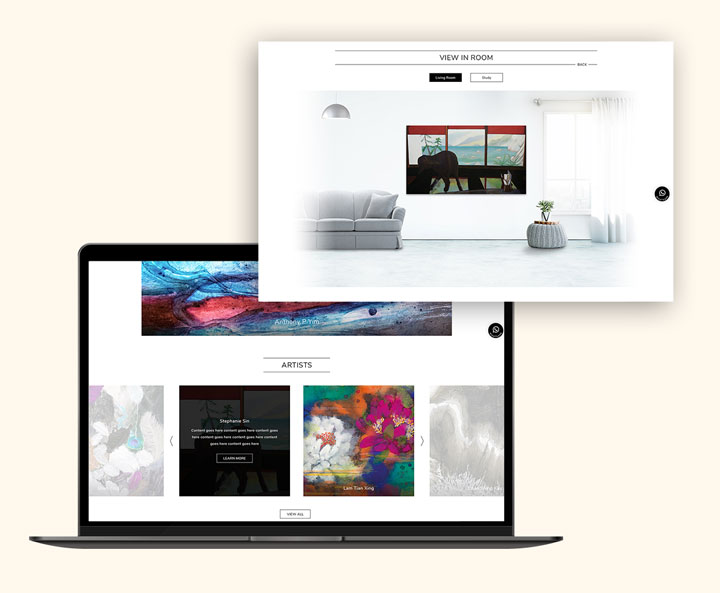 VIEW IN ROOM
BACK
Living Room
Study
Anthony P Yim
ARTISTS
Stephanie Sin
Content goes here content goes here content goes
here content goes here content goes here content
goes here content goes here
LEARN MORE
Lam Tian Xing
VIEW ALL